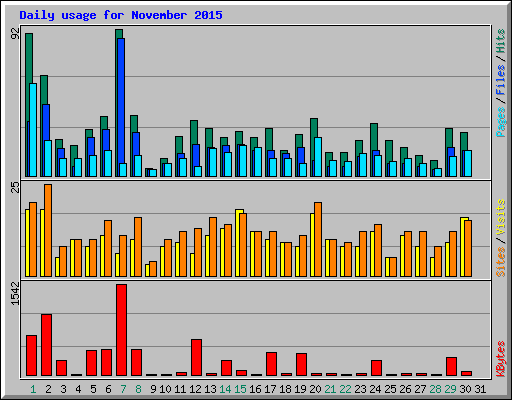 Daily usage for November 2015
92
Pages / Files / Hits
25
Sites / Visits
1542
KBytes
1 2 3 4 5 6 7 8 9 10 11 12 13 14 15 16 17 18 19 20 21 22 23 24 25 26 27 28 29 30 31